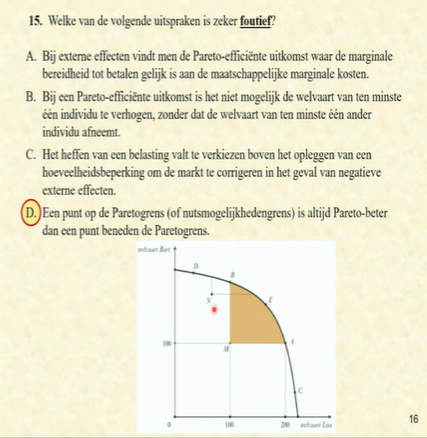 15. Welke van de volgende uitspraken is zeker foutief?
A. Bij externe effecten vindt men de Pareto-efficiënte uitkomst waar de marginale
bereidheid tot betalen gelijk is aan de maatschappelijke marginale kosten.
B. Bij een Pareto-efficiënte uitkomst is het niet mogelijk de welvaart van ten minste
één individu te verhogen, zonder dat de welvaart van ten minste één ander
individu afneemt.
C. Het heffen van een belasting valt te verkiezen boven het opleggen van een
hoeveelheidsbeperking om de markt te corrigeren in het geval van negatieve
externe effecten.
D. Een punt op de Paretogrens (of nutsmogelijkhedengrens) is altijd Pareto-beter
dan een punt beneden de Paretogrens.
welvaart Bart
D
B
N
E
100
M
A
C
0 100 200 welvaart Lisa
16